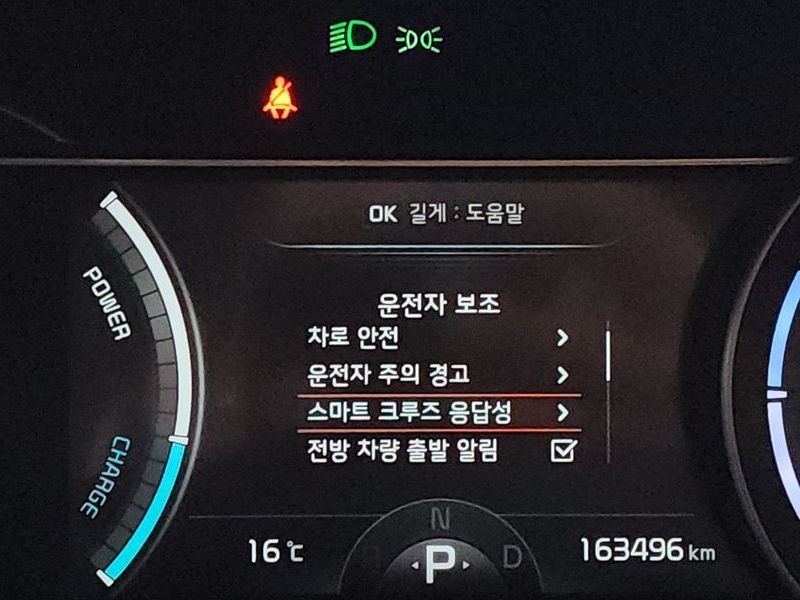 OK 길게 : 도움말
운전자 보조
차로 안전
운전자 주의 경고
스마트 크루즈 응답성
전방 차량 출발 알림
POWER
CHARGE
N
16 ℃ R P D 163496 km